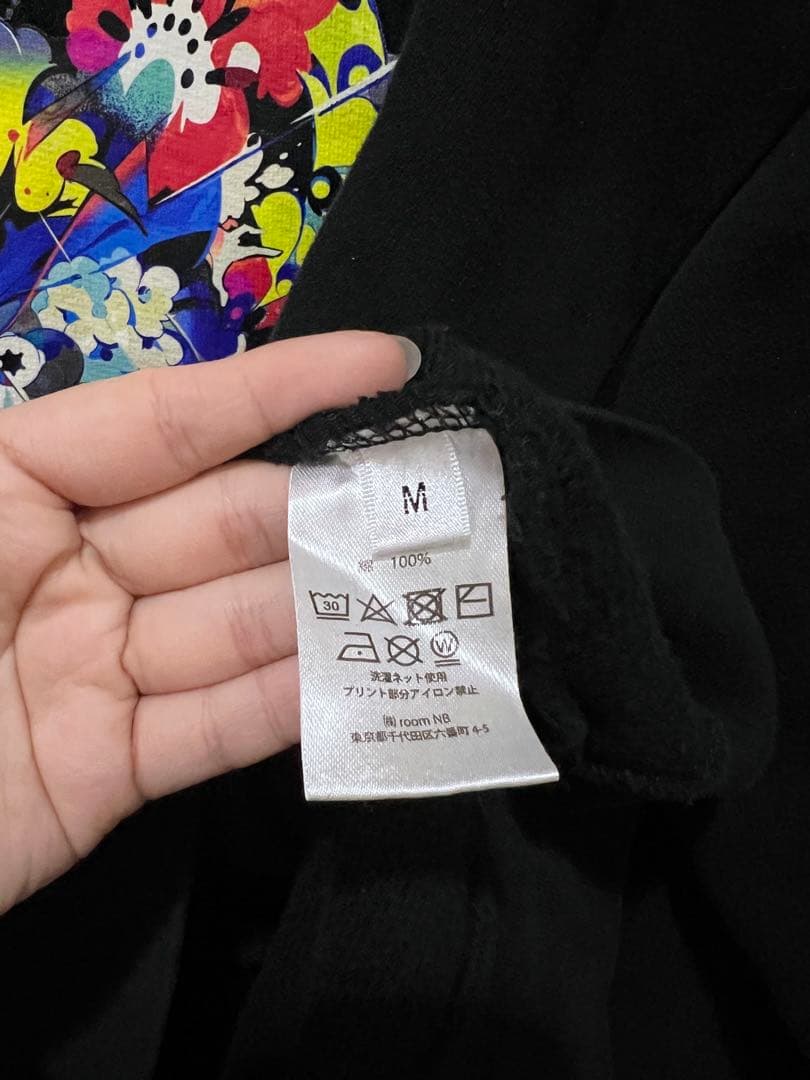 M
綿 100%
30
W
洗濯ネット使用
プリント部分アイロン禁止
㈱ room NB
東京都千代田区六番町 4-5